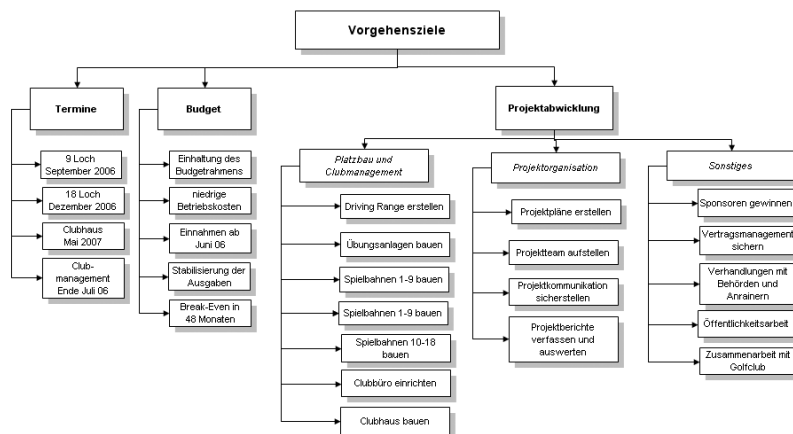 Vorgehensziele
Termine
9 Loch
September 2006
18 Loch
Dezember 2006
Clubhaus
Mai 2007
Club-
management
Ende Juli 06
Budget
Einhaltung des
Budgetrahmens
niedrige
Betriebskosten
Einnahmen ab
Juni 06
Stabilisierung der
Ausgaben
Break-Even in
48 Monaten
Projektabwicklung
Platzbau und
Clubmanagement
Driving Range erstellen
Übungsanlagen bauen
Spielbahnen 1-9 bauen
Spielbahnen 1-9 bauen
Spielbahnen 10-18
bauen
Clubbüro einrichten
Clubhaus bauen
Projektorganisation
Projektpläne erstellen
Projektteam aufstellen
Projektkommunikation
sicherstellen
Projektberichte
verfassen und
auswerten
Sonstiges
Sponsoren gewinnen
Vertragsmanagement
sichern
Verhandlungen mit
Behörden und
Anrainern
Öffentlichkeitsarbeit
Zusammenarbeit mit
Golfclub